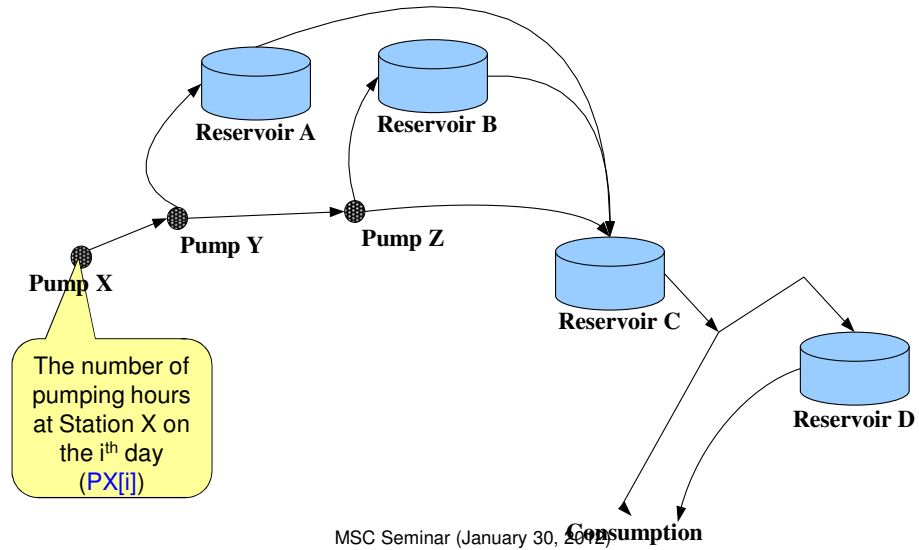 Reservoir A
Reservoir B
Pump Y
Pump Z
Pump X
Reservoir C
The number of
pumping hours
at Station X on
the ith day
(PX[i])
Reservoir D
Consumption
MSC Seminar (January 30, 2012)